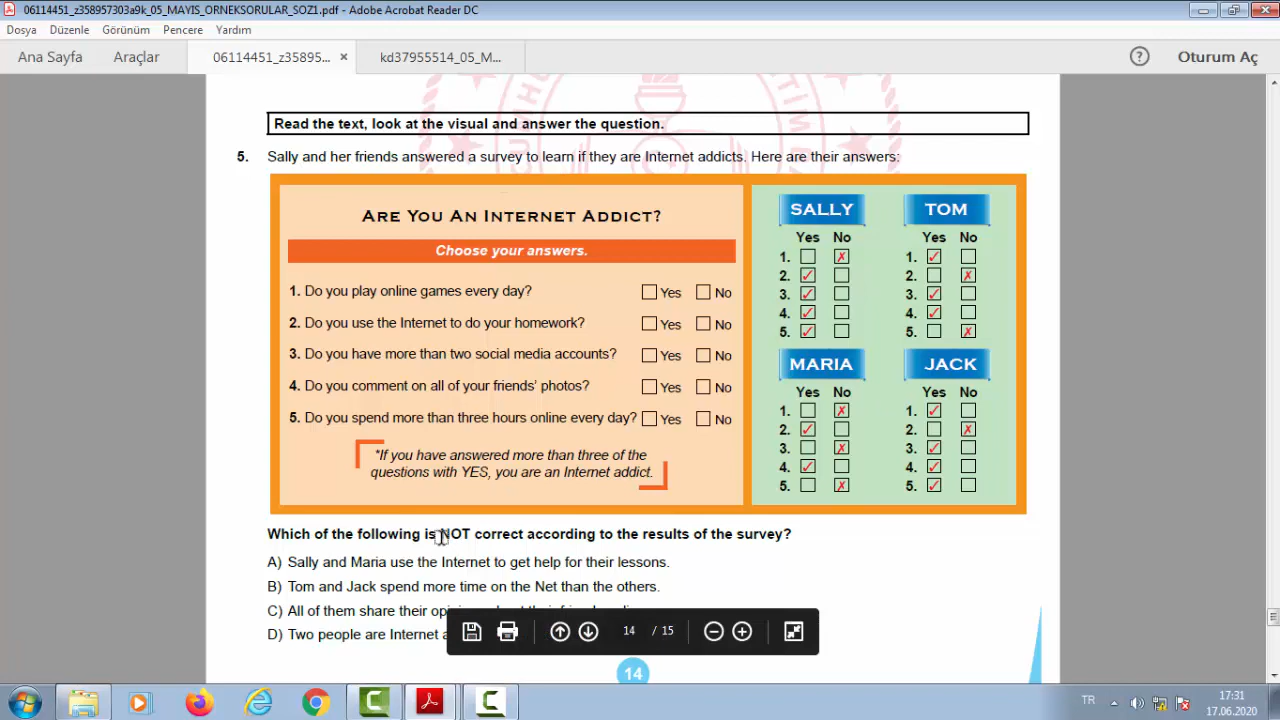 06114451_z358957303a9k_05_MAYIS_ORNEKSORULAR_SOZ1.pdf - Adobe Acrobat Reader DC
Dosya Düzenle Görünüm Pencere Yardım
Ana Sayfa Araçlar 06114451_z35895... × kd37955514_05_M... Oturum Aç
Read the text, look at the visual and answer the question.
5. Sally and her friends answered a survey to learn if they are Internet addicts. Here are their answers:
ARE YOU AN INTERNET ADDICT?
Choose your answers.
1. Do you play online games every day? Yes No
2. Do you use the Internet to do your homework? Yes No
3. Do you have more than two social media accounts? Yes No
4. Do you comment on all of your friends' photos? Yes No
5. Do you spend more than three hours online every day? Yes No
*If you have answered more than three of the
questions with YES, you are an Internet addict.
SALLY
Yes No
1.
2.
3.
4.
5.
TOM
Yes No
1.
2.
3.
4.
5.
MARIA
Yes No
1.
2.
3.
4.
5.
JACK
Yes No
1.
2.
3.
4.
5.
Which of the following is NOT correct according to the results of the survey?
A) Sally and Maria use the Internet to get help for their lessons.
B) Tom and Jack spend more time on the Net than the others.
C) All of them share their
D) Two people are Internet
14 / 15
14
TR
17:31
17.06.2020